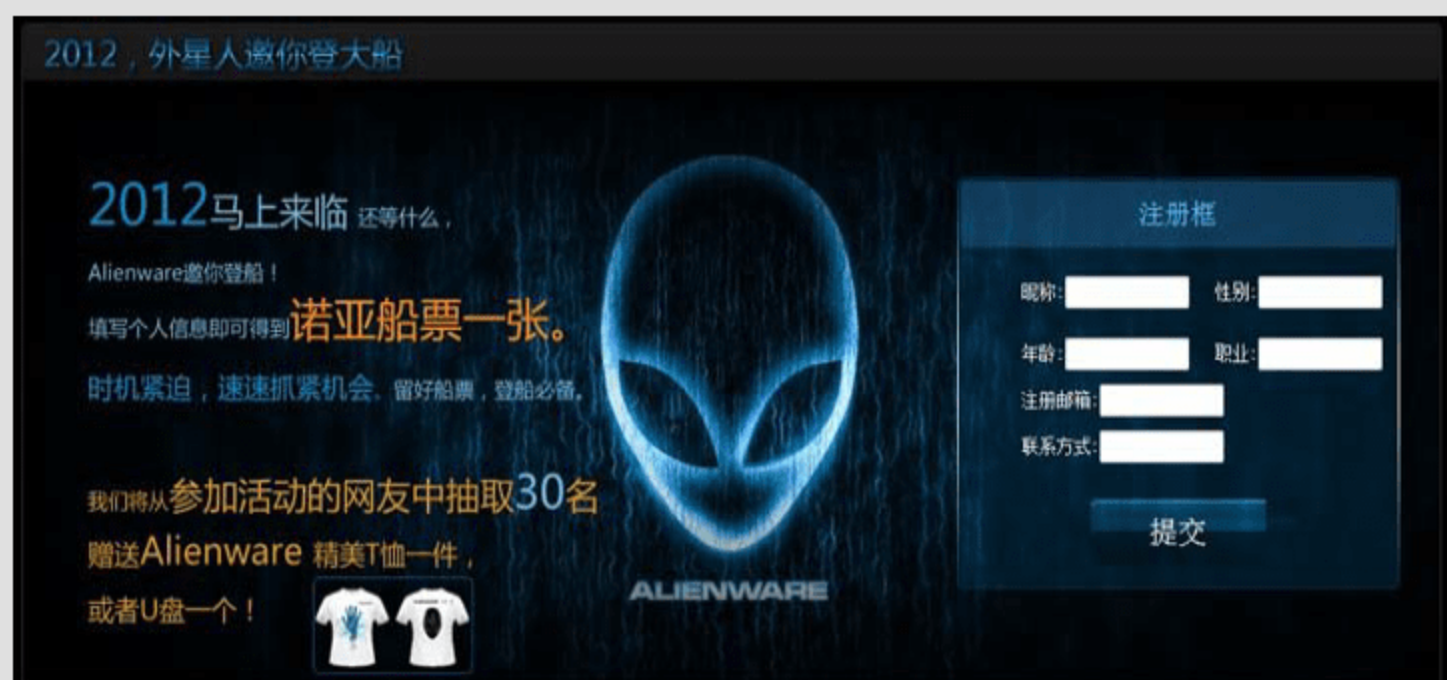 2012，外星人邀你登大船
2012马上来临 还等什么，
Alienware邀你登船！
填写个人信息即可得到诺亚船票一张。
时机紧迫，速速抓紧机会。留好船票，登船必备。
我们将从参加活动的网友中抽取30名
赠送Alienware 精美T恤一件，
或者U盘一个！
ALIENWARE
注册框
昵称: 性别:
年龄: 职业:
注册邮箱:
联系方式:
提交